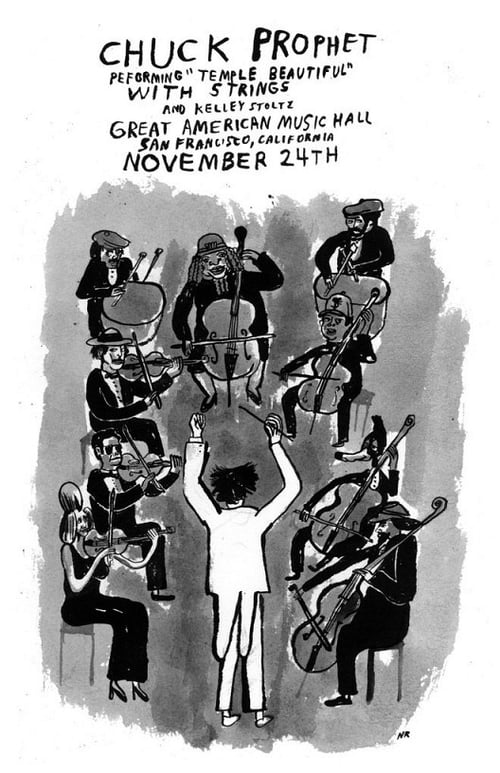 CHUCK PROPHET
PEFORMING "TEMPLE BEAUTIFUL"
WITH STRINGS
AND KELLEY STOLTZ
GREAT AMERICAN MUSIC HALL
SAN FRANCISCO, CALIFORNIA
NOVEMBER 24TH
SF
NR